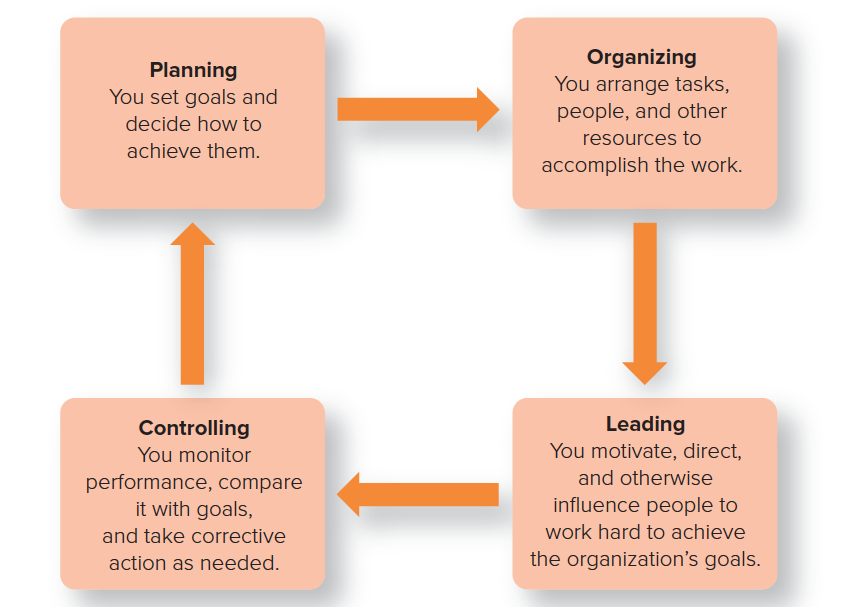 Planning
You set goals and
decide how to
achieve them.
Organizing
You arrange tasks,
people, and other
resources to
accomplish the work.
Leading
You motivate, direct,
and otherwise
influence people to
work hard to achieve
the organization’s goals.
Controlling
You monitor
performance, compare
it with goals,
and take corrective
action as needed.